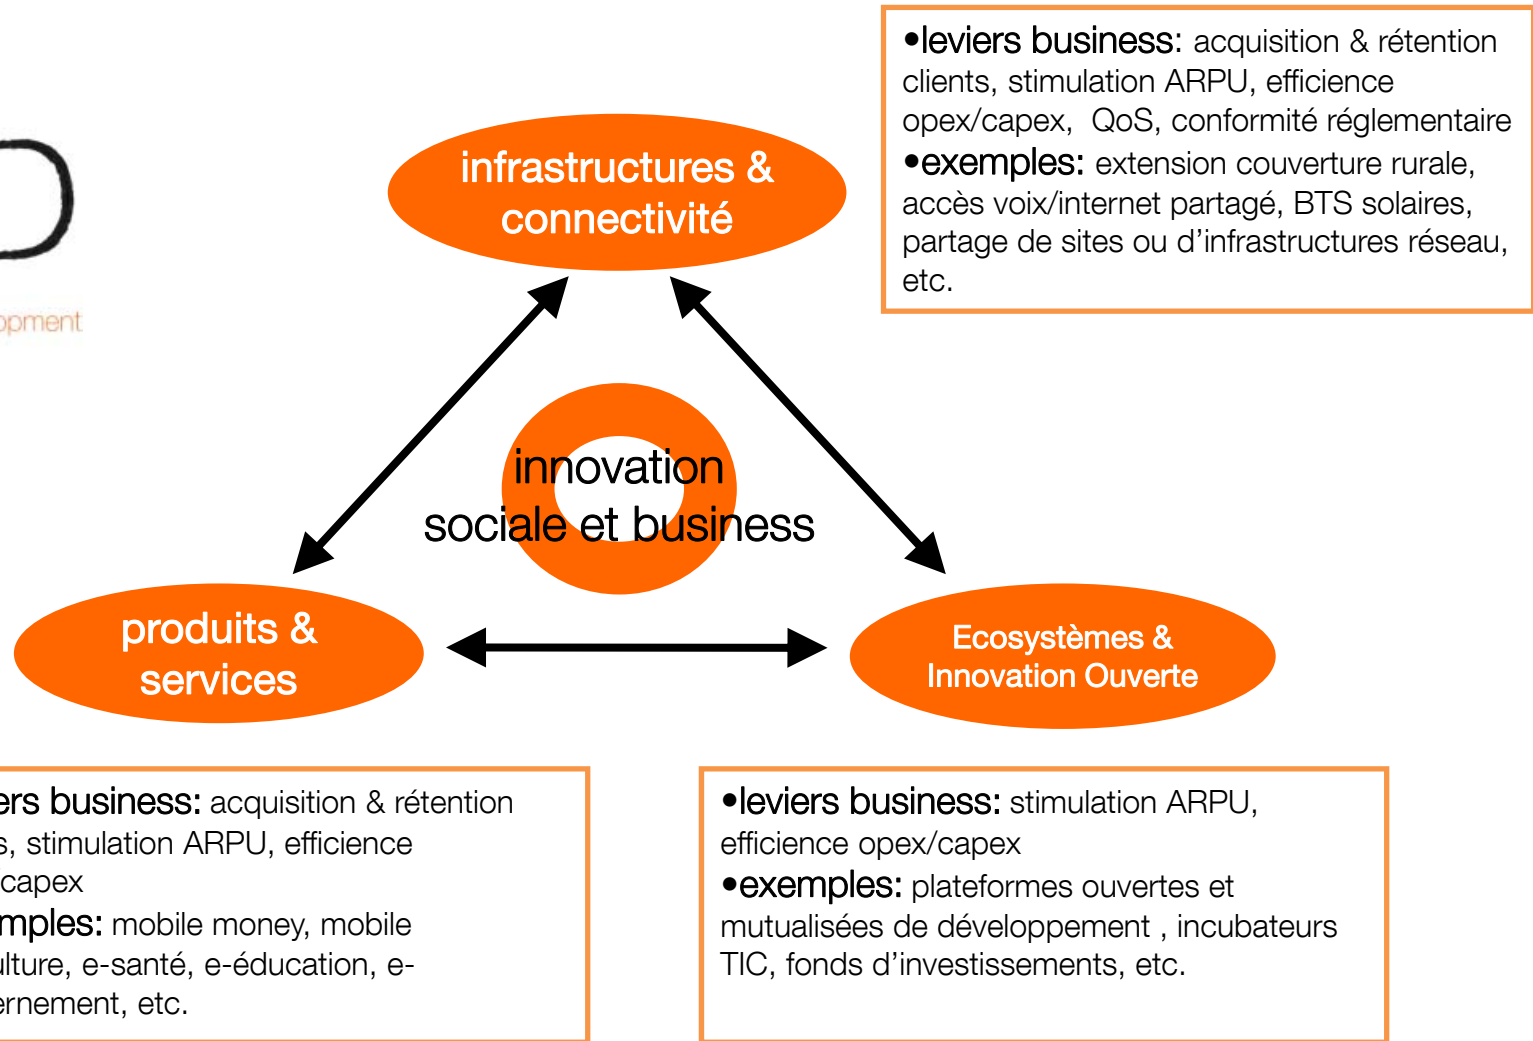 •leviers business: acquisition & rétention
clients, stimulation ARPU, efficience
opex/capex, QoS, conformité réglementaire
•exemples: extension couverture rurale,
accès voix/internet partagé, BTS solaires,
partage de sites ou d'infrastructures réseau,
etc.
infrastructures &
connectivité
opment
innovation
sociale et business
produits &
services
Ecosystèmes &
Innovation Ouverte
ers business: acquisition & rétention
s, stimulation ARPU, efficience
capex
mples: mobile money, mobile
ulture, e-santé, e-éducation, e-
ernement, etc.
•leviers business: stimulation ARPU,
efficience opex/capex
•exemples: plateformes ouvertes et
mutualisées de développement , incubateurs
TIC, fonds d'investissements, etc.